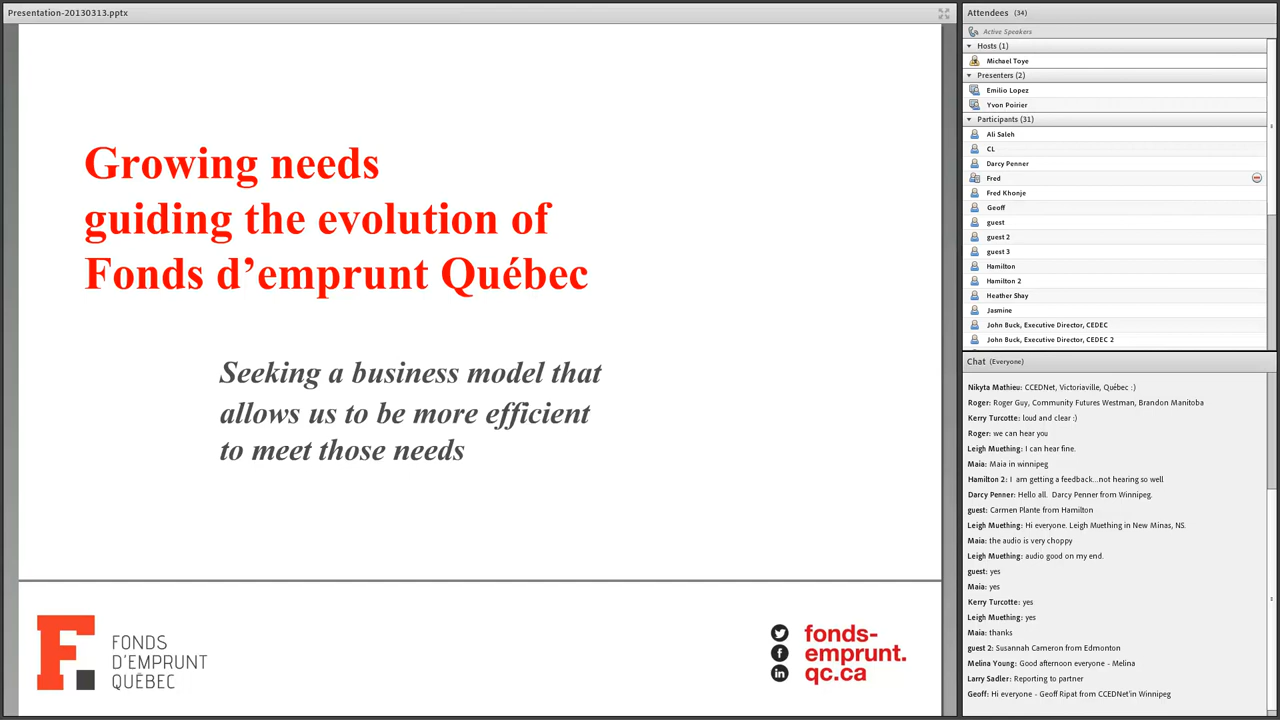 Presentation-20130313.pptx
Growing needs
guiding the evolution of
Fonds d’emprunt Québec
Seeking a business model that
allows us to be more efficient
to meet those needs
F.
FONDS
D'EMPRUNT
QUÉBEC
fonds-
emprunt.
qc.ca
Attendees (34)
Active Speakers
Hosts (1)
Michael Toye
Presenters (2)
Emilio Lopez
Yvon Poirier
Participants (31)
Ali Saleh
CL
Darcy Penner
Fred
Fred Khonje
Geoff
guest
guest 2
guest 3
Hamilton
Hamilton 2
Heather Shay
Jasmine
John Buck, Executive Director, CEDEC
John Buck, Executive Director, CEDEC 2
Chat (Everyone)
Nikyta Mathieu: CCEDNet, Victoriaville, Québec :)
Roger: Roger Guy, Community Futures Westman, Brandon Manitoba
Kerry Turcotte: loud and clear :)
Roger: we can hear you
Leigh Muething: I can hear fine.
Maia: Maia in winnipeg
Hamilton 2: I am getting a feedback...not hearing so well
Darcy Penner: Hello all. Darcy Penner from Winnipeg.
guest: Carmen Plante from Hamilton
Leigh Muething: Hi everyone. Leigh Muething in New Minas, NS.
Maia: the audio is very choppy
Leigh Muething: audio good on my end.
guest: yes
Maia: yes
Kerry Turcotte: yes
Leigh Muething: yes
Maia: thanks
guest 2: Susannah Cameron from Edmonton
Melina Young: Good afternoon everyone - Melina
Larry Sadler: Reporting to partner
Geoff: Hi everyone - Geoff Ripat from CCEDNet'in Winnipeg